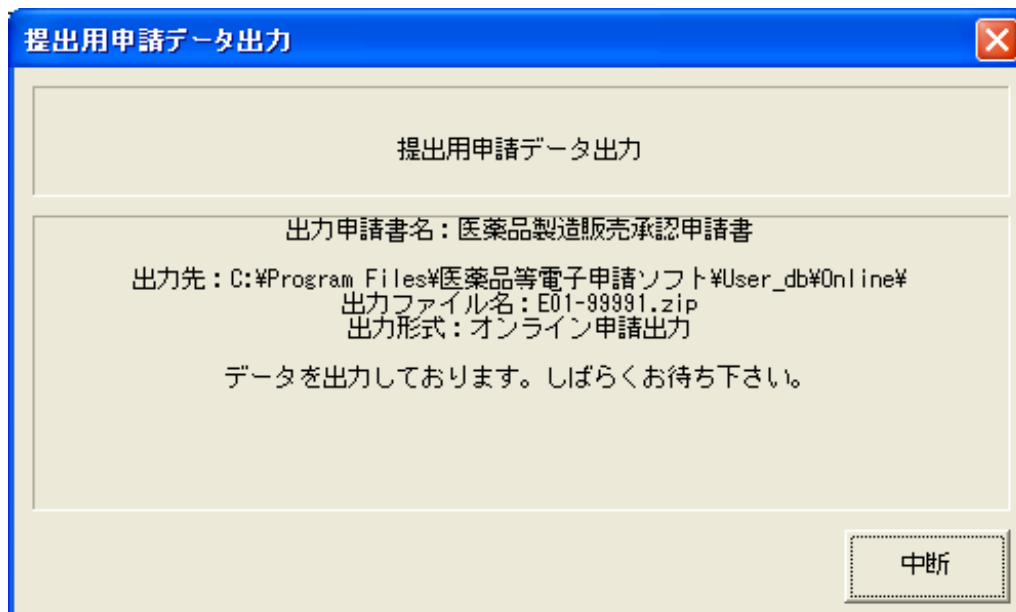 提出用申請データ出力
提出用申請データ出力
出力申請書名：医薬品製造販売承認申請書
出力先：C:¥Program Files¥医薬品等電子申請ソフト¥User_db¥Online¥
出力ファイル名：E01-99991.zip
出力形式：オンライン申請出力
データを出力しております。しばらくお待ち下さい。
中断